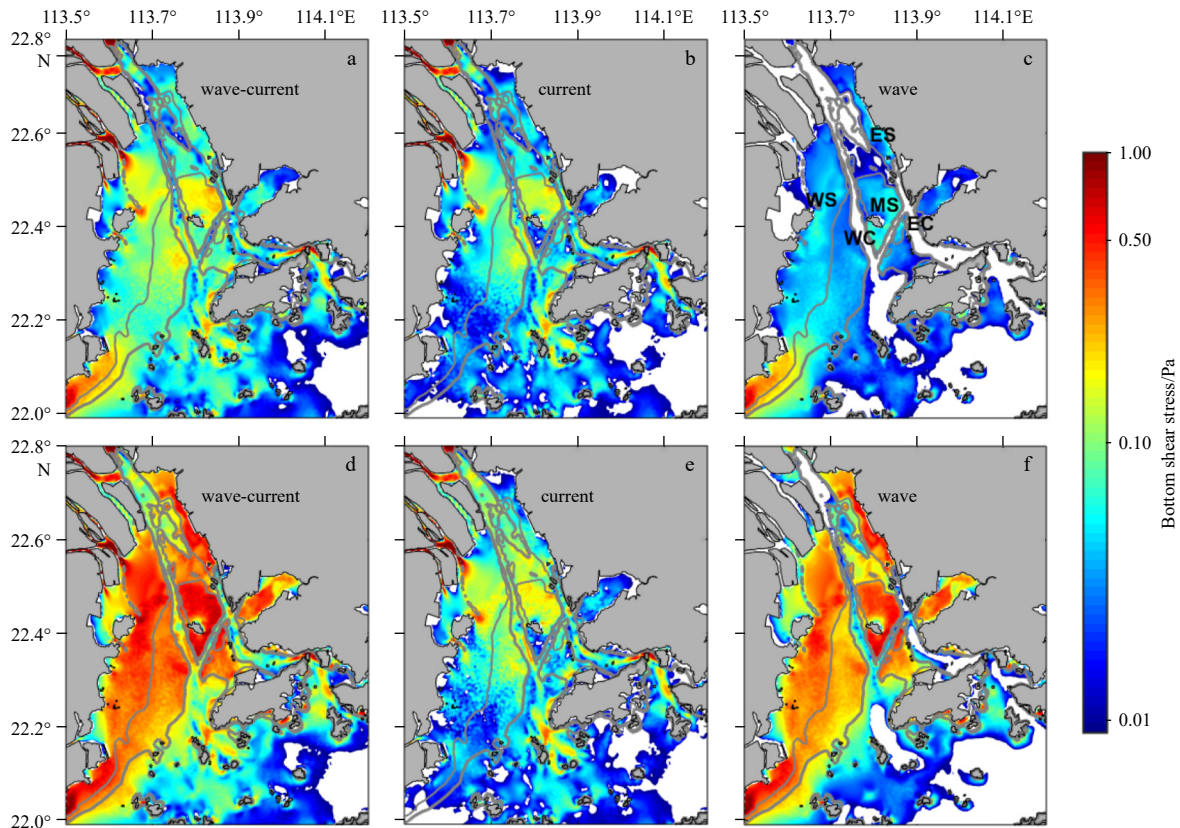 113.5° 113.7° 113.9° 114.1°E 113.5° 113.7° 113.9° 114.1°E 113.5° 113.7° 113.9° 114.1°E
22.8°
N
a
b
c
wave-current
current
wave
22.6°
ES
WS
MS
22.4°
WC
EC
22.2°
22.0°
1.00
0.50
0.10
0.01
Bottom shear stress/Pa
22.8°
N
d
e
f
wave-current
current
wave
22.6°
22.4°
22.2°
22.0°